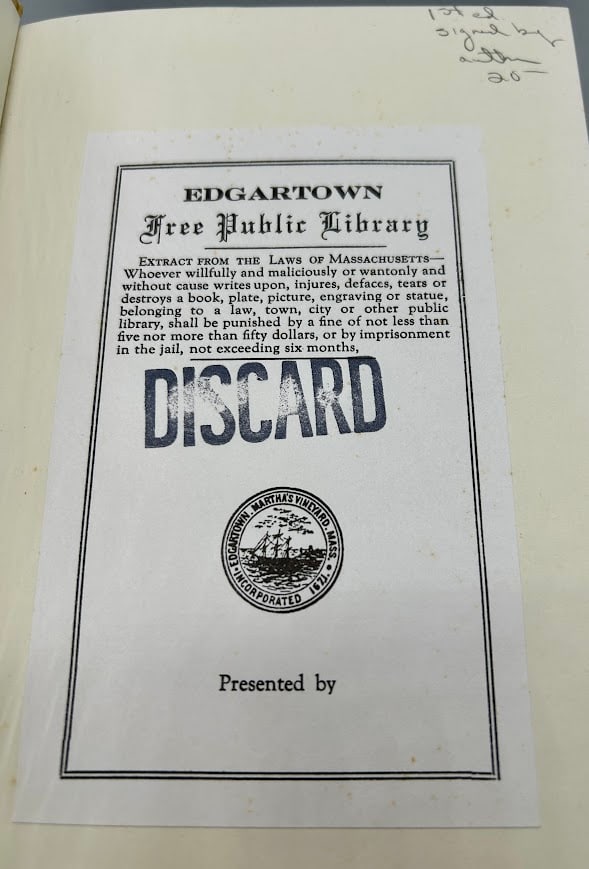 1st ed
signed by
author
20-
EDGARTOWN
Free Public Library
EXTRACT FROM THE LAWS OF MASSACHUSETTS—
Whoever willfully and maliciously or wantonly and
without cause writes upon, injures, defaces, tears or
destroys a book, plate, picture, engraving or statue,
belonging to a law, town, city or other public
library, shall be punished by a fine of not less than
five nor more than fifty dollars, or by imprisonment
in the jail, not exceeding six months,
DISCARD
EDGARTOWN, MARTHA'S VINEYARD, MASS.
INCORPORATED 1671.
Presented by